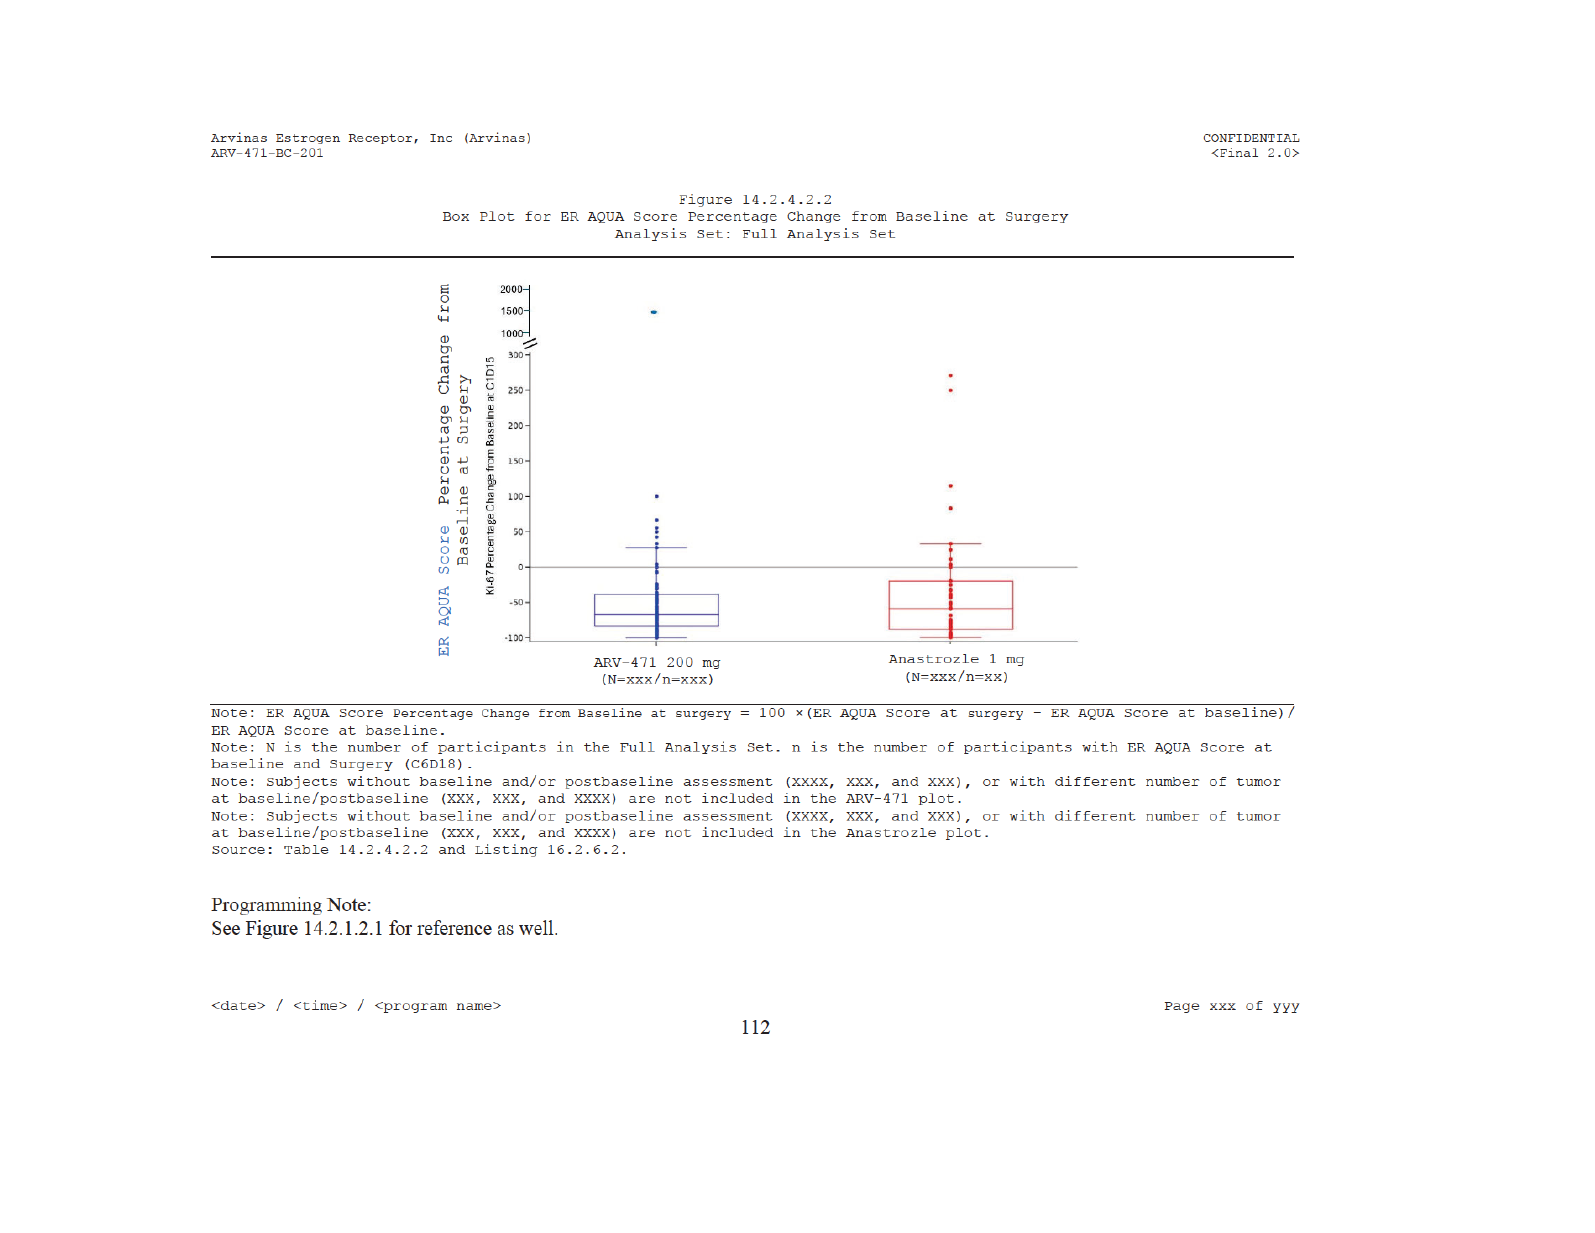 Arvinas Estrogen Receptor, Inc (Arvinas) CONFIDENTIAL
ARV-471-BC-201 <Final 2.0>
Figure 14.2.4.2.2
Box Plot for ER AQUA Score Percentage Change from Baseline at Surgery
Analysis Set: Full Analysis Set
ER AQUA Score Percentage Change from
Baseline at Surgery
Ki-67 Percentage Change from Baseline at C1D15
2000
1500
1000
300
250
200
150
100
50
0
-50
-100
ARV-471 200 mg
(N=xxx/n=xxx)
Anastrozle 1 mg
(N=xxx/n=xx)
Note: ER AQUA Score Percentage Change from Baseline at surgery = 100 ×(ER AQUA Score at surgery - ER AQUA Score at baseline)/
ER AQUA Score at baseline.
Note: N is the number of participants in the Full Analysis Set. n is the number of participants with ER AQUA Score at
baseline and Surgery (C6D18).
Note: Subjects without baseline and/or postbaseline assessment (XXXX, XXX, and XXX), or with different number of tumor
at baseline/postbaseline (XXX, XXX, and XXXX) are not included in the ARV-471 plot.
Note: Subjects without baseline and/or postbaseline assessment (XXXX, XXX, and XXX), or with different number of tumor
at baseline/postbaseline (XXX, XXX, and XXXX) are not included in the Anastrozle plot.
Source: Table 14.2.4.2.2 and Listing 16.2.6.2.
Programming Note:
See Figure 14.2.1.2.1 for reference as well.
<date> / <time> / <program name> Page xxx of yyy
112